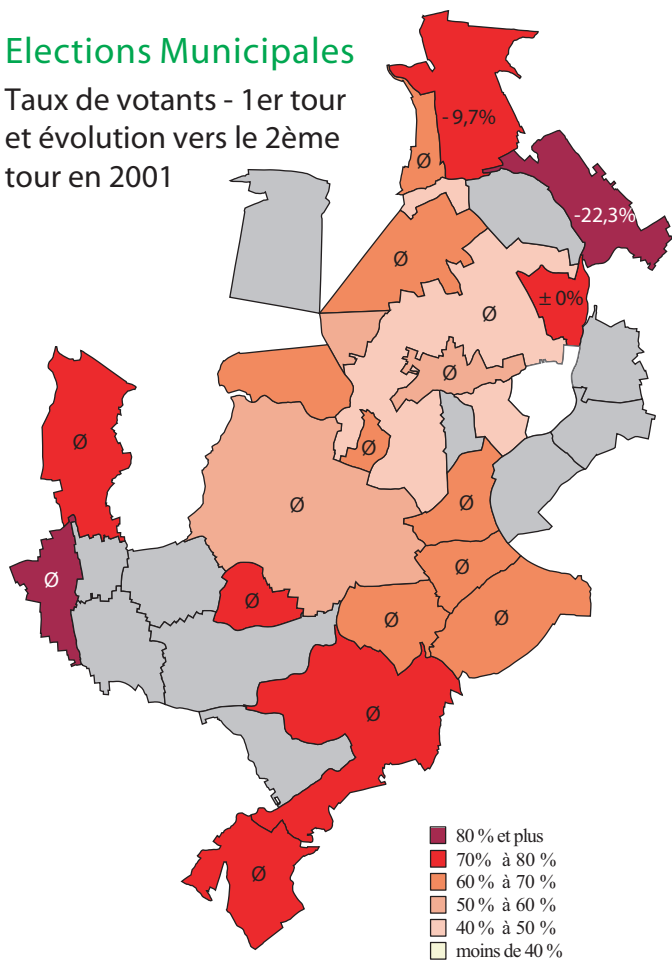 Elections Municipales
Taux de votants - 1er tour
et évolution vers le 2ème
tour en 2001
- 9,7%
Ø
-22,3%
Ø
± 0%
Ø
Ø
Ø
Ø
Ø
Ø
Ø
Ø
Ø
Ø
Ø
Ø
Ø
80 % et plus
70% à 80 %
60 % à 70 %
50 % à 60 %
40 % à 50 %
moins de 40 %